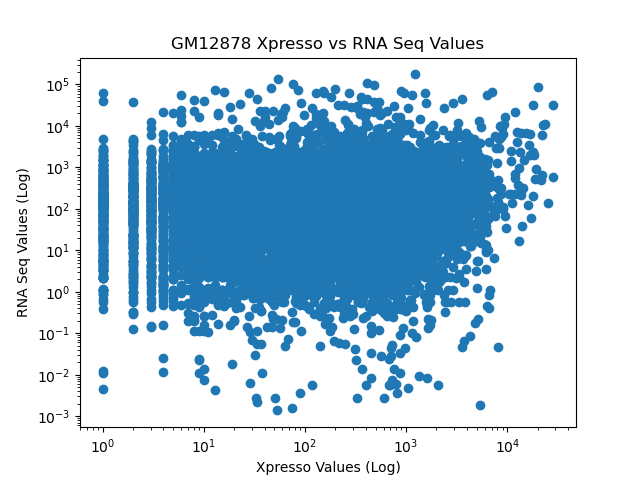 GM12878 Xpresso vs RNA Seq Values
RNA Seq Values (Log)
10⁵
10⁴
10³
10²
10¹
10⁰
10⁻¹
10⁻²
10⁻³
10⁰ 10¹ 10² 10³ 10⁴
Xpresso Values (Log)